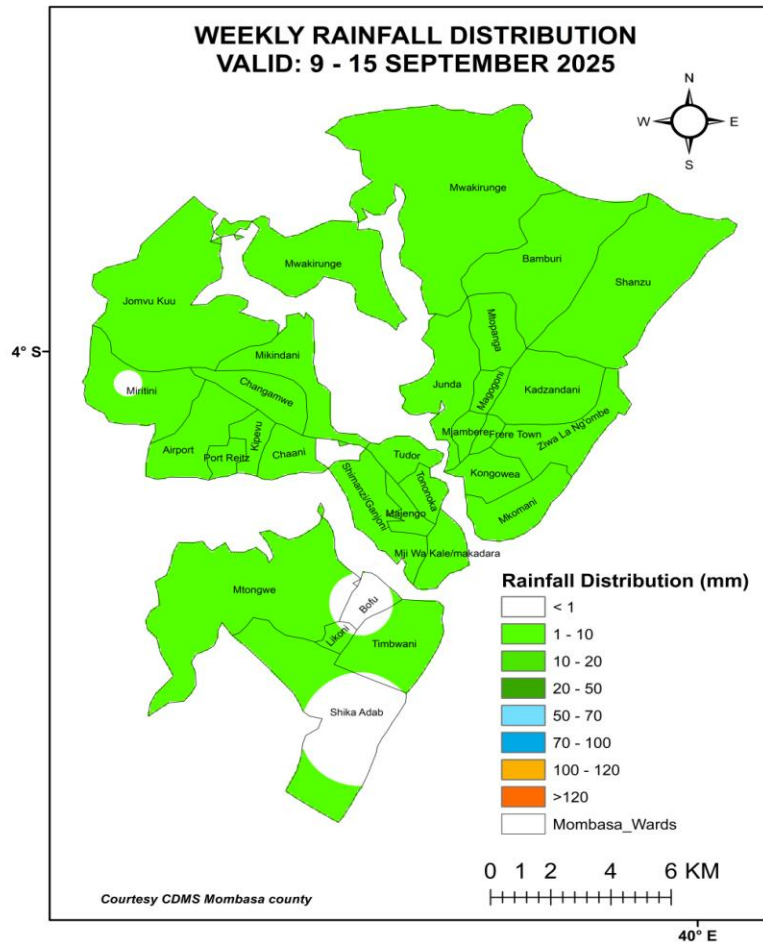 WEEKLY RAINFALL DISTRIBUTION
VALID: 9 - 15 SEPTEMBER 2025
N
W E
S
Mwakirunge
Mwakirunge
Bamburi
Shanzu
Jomvu Kuu
Mtopanga
4° S
Mikindani
Junda
Magogoni
Kadzandani
Miritini
Changamwe
Mjambere
Frere Town
Ziwa La Ng'ombe
Airport
Port Reitz
Kipevu
Chaani
Tudor
Kongowea
Shimanzi/Ganjoni
Tononoka
Majengo
Mkomani
Mji Wa Kale/makadara
Mtongwe
Bofu
Likoni
Timbwani
Shika Adab
Rainfall Distribution (mm)
< 1
1 - 10
10 - 20
20 - 50
50 - 70
70 - 100
100 - 120
>120
Mombasa_Wards
0 1 2 4 6 KM
Courtesy CDMS Mombasa county
40° E